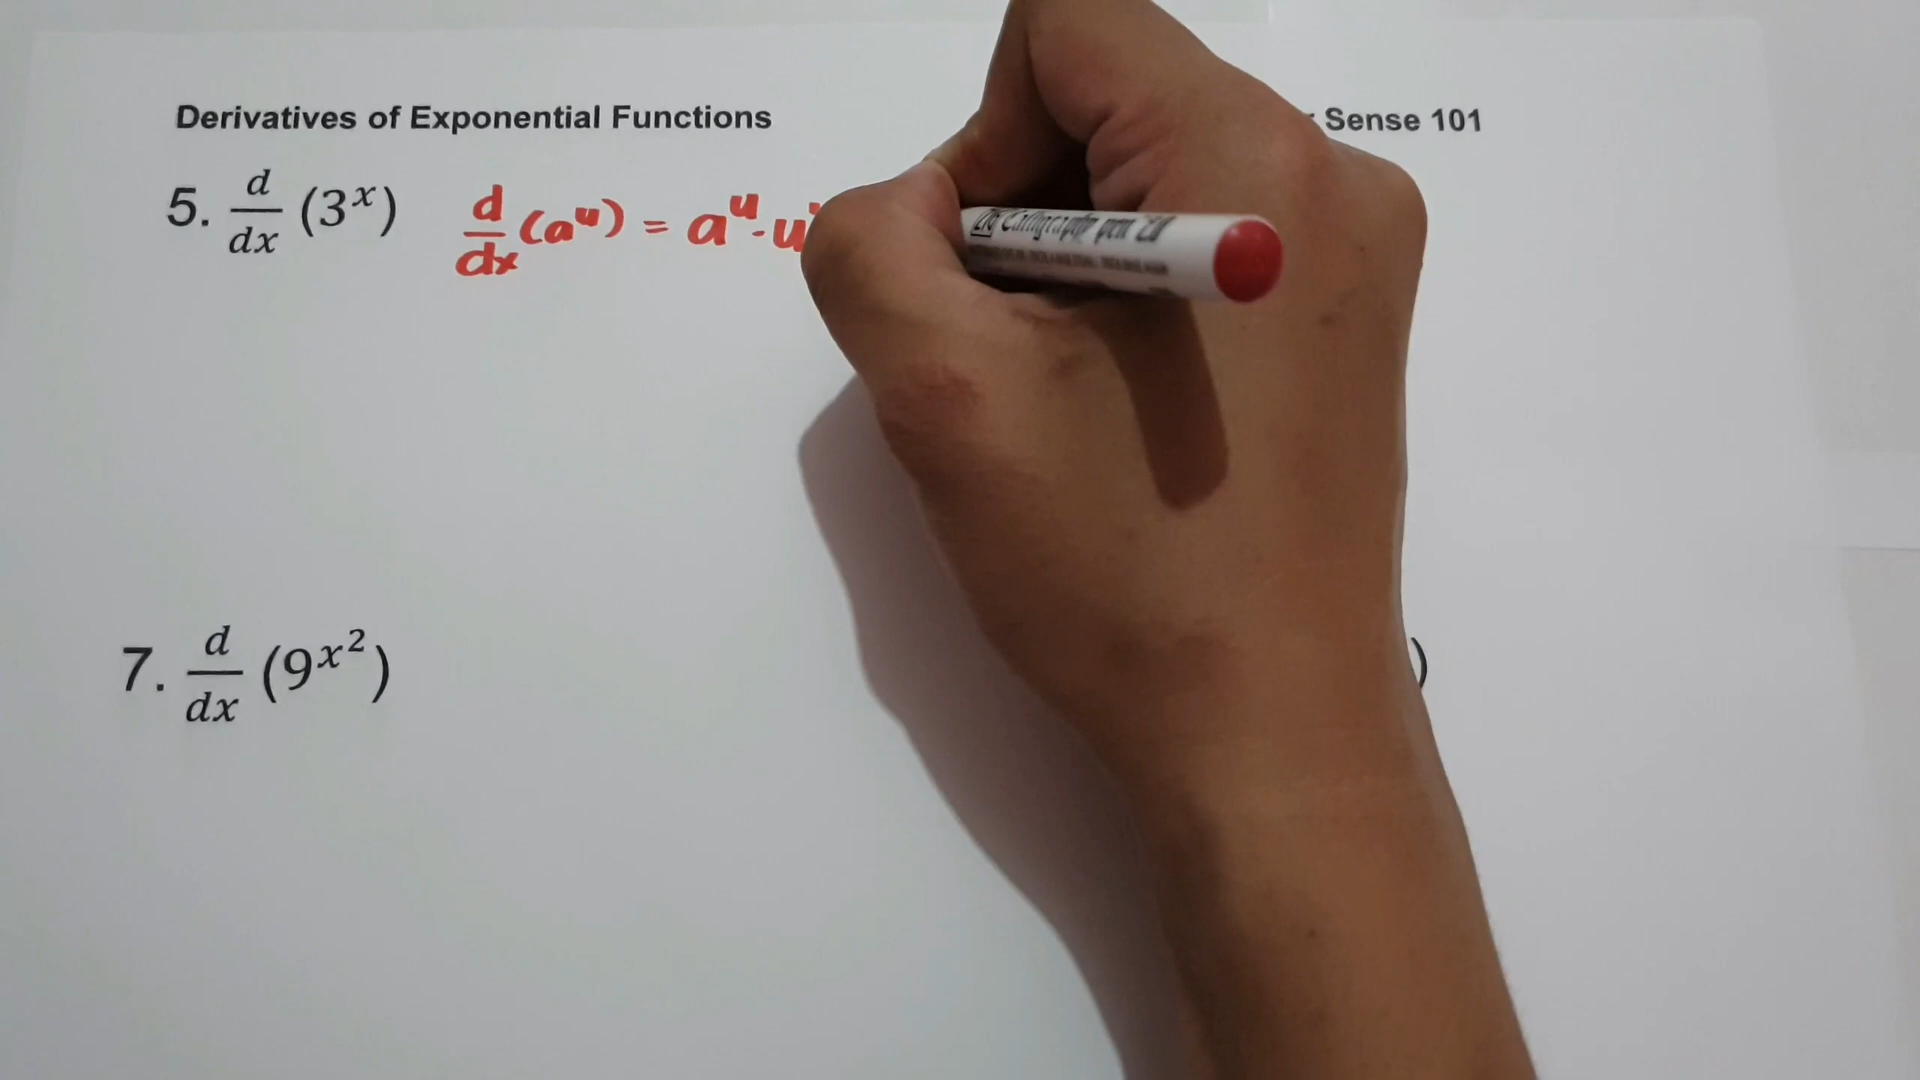 Derivatives of Exponential Functions Sense 101
5. d/dx (3^x) d/dx (a^u) = a^u · u'
7. d/dx (9^{x^2}) )